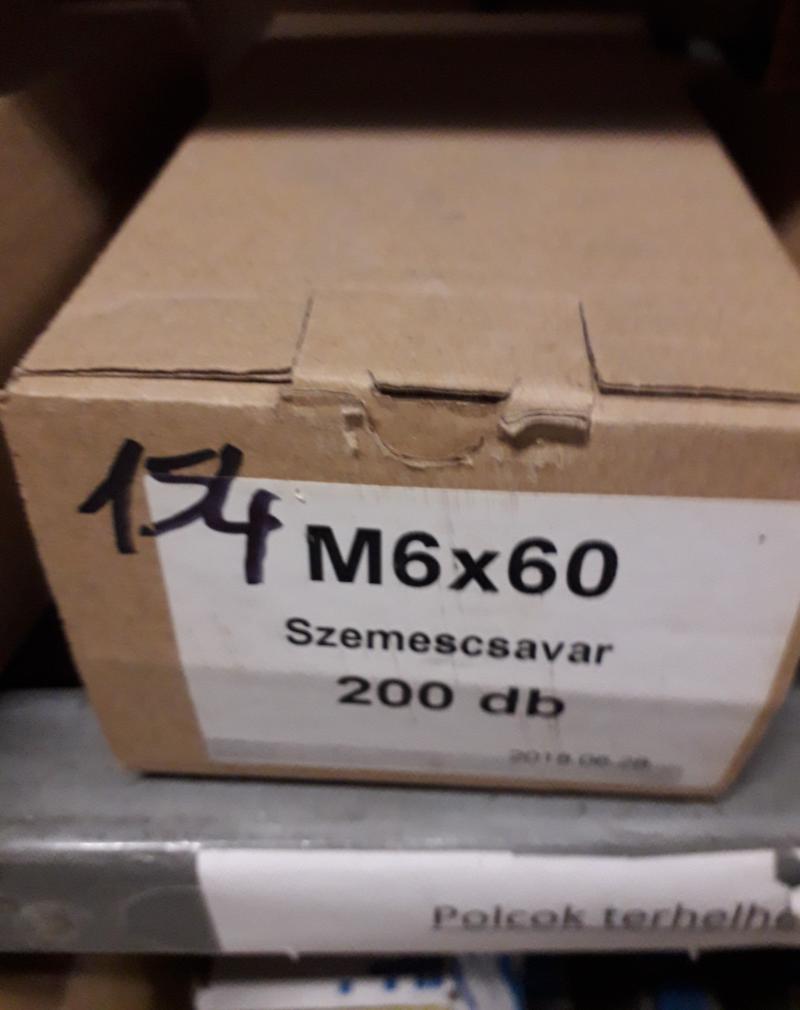 154
M6x60
Szemescsavar
200 db
Polcok terhelhe